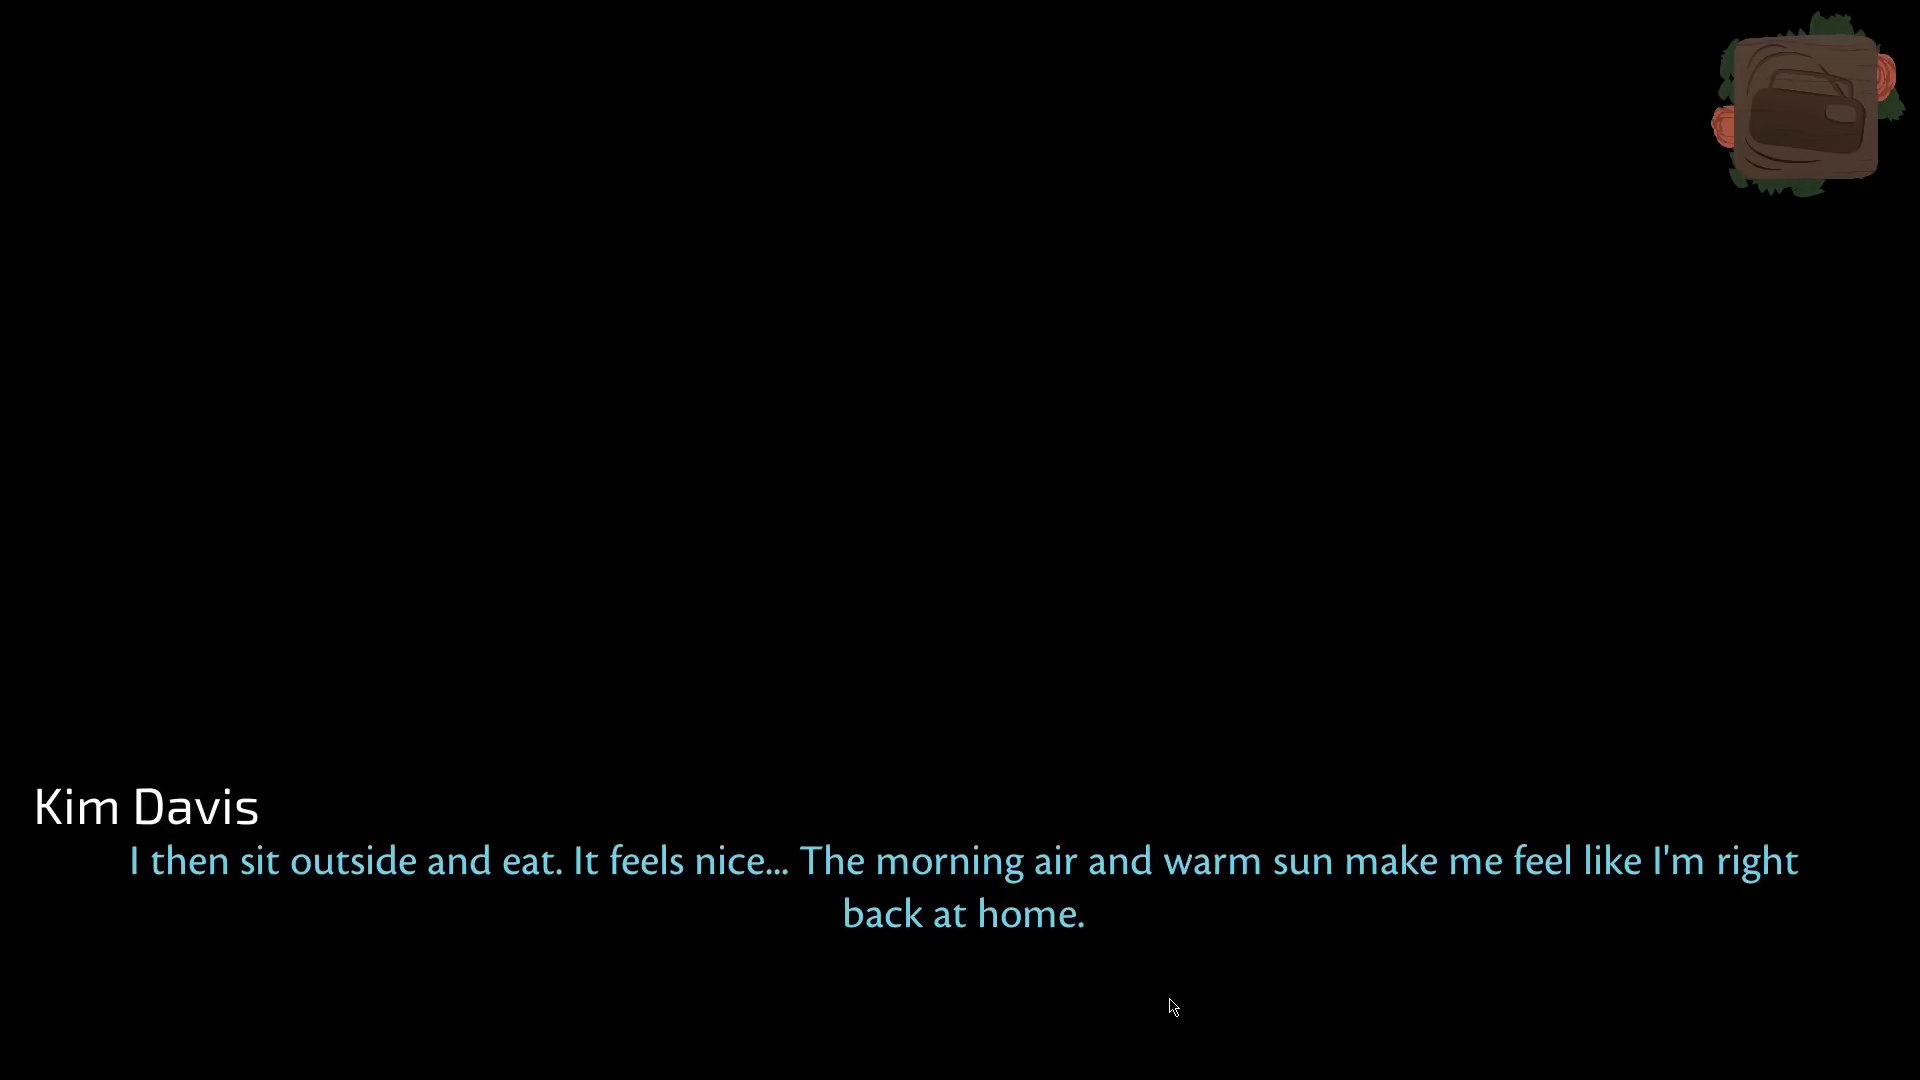 Kim Davis
I then sit outside and eat. It feels nice... The morning air and warm sun make me feel like I'm right
back at home.